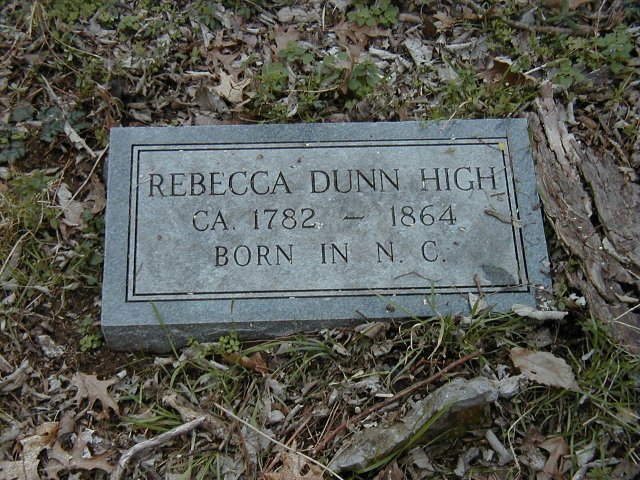 REBECCA DUNN HIGH
CA. 1782 - 1864
BORN IN N. C.